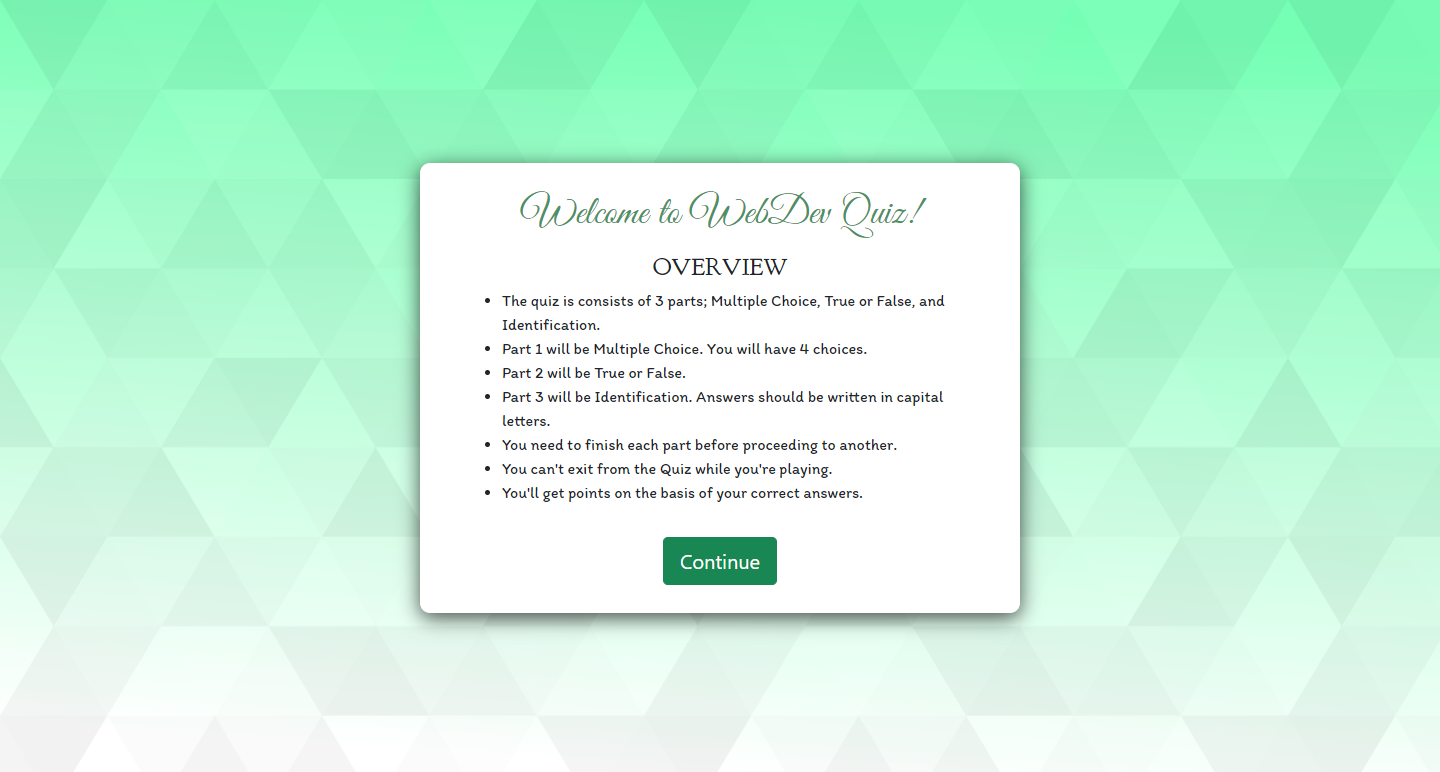 Welcome to WebDev Quiz!
OVERVIEW
• The quiz is consists of 3 parts; Multiple Choice, True or False, and
Identification.
• Part 1 will be Multiple Choice. You will have 4 choices.
• Part 2 will be True or False.
• Part 3 will be Identification. Answers should be written in capital
letters.
• You need to finish each part before proceeding to another.
• You can't exit from the Quiz while you're playing.
• You'll get points on the basis of your correct answers.
Continue